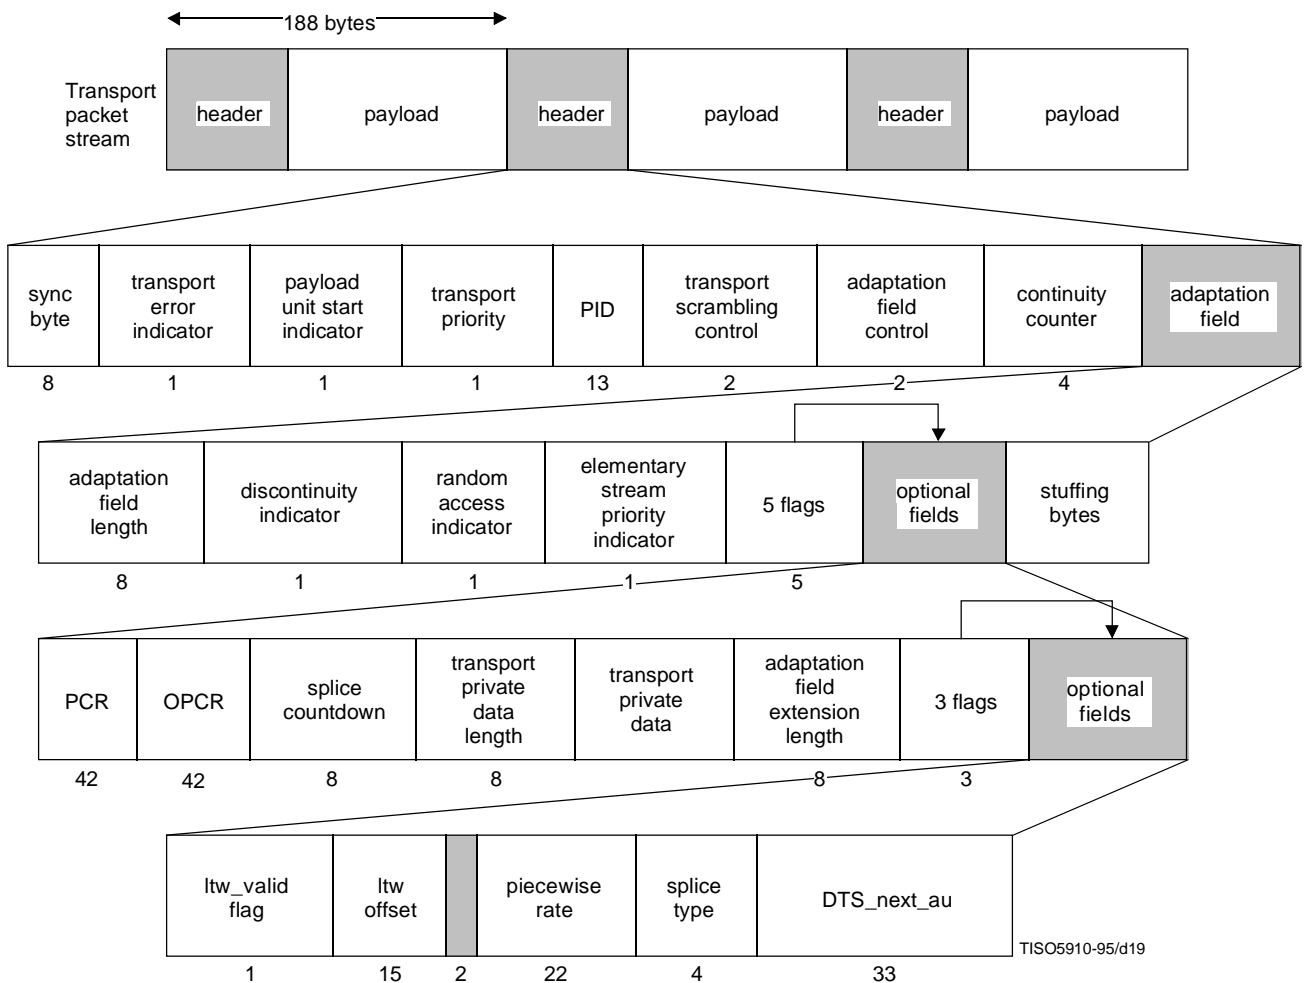 188 bytes
Transport
packet
stream
header
payload
header
payload
header
payload
sync
byte
transport
error
indicator
payload
unit start
indicator
transport
priority
PID
transport
scrambling
control
adaptation
field
control
continuity
counter
adaptation
field
8
1
1
1
13
2
2
4
adaptation
field
length
discontinuity
indicator
random
access
indicator
elementary
stream
priority
indicator
5 flags
optional
fields
stuffing
bytes
8
1
1
1
5
PCR
OPCR
splice
countdown
transport
private
data
length
transport
private
data
adaptation
field
extension
length
3 flags
optional
fields
42
42
8
8
8
3
ltw_valid
flag
ltw
offset
piecewise
rate
splice
type
DTS_next_au
TISO5910-95/d19
1
15
2
22
4
33